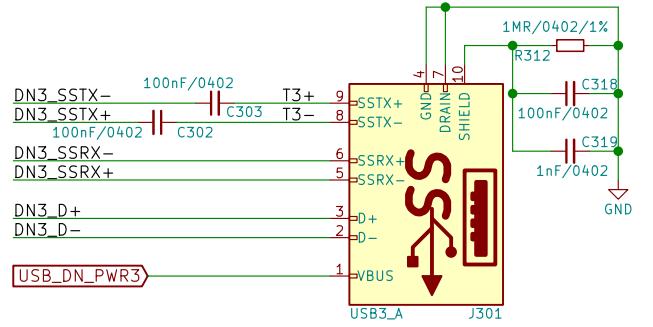 1MR/0402/1%
R312
4
7
10
100nF/0402
C318
DN3_SSTX-
T3+
9
SSTX+
GND
DRAIN
SHIELD
C303
100nF/0402
DN3_SSTX+
T3-
8
SSTX-
100nF/0402
C302
C319
DN3_SSRX-
6
SSRX+
1nF/0402
DN3_SSRX+
5
SSRX-
SS
GND
DN3_D+
3
D+
DN3_D-
2
D-
USB_DN_PWR3
1
VBUS
USB3_A
J301